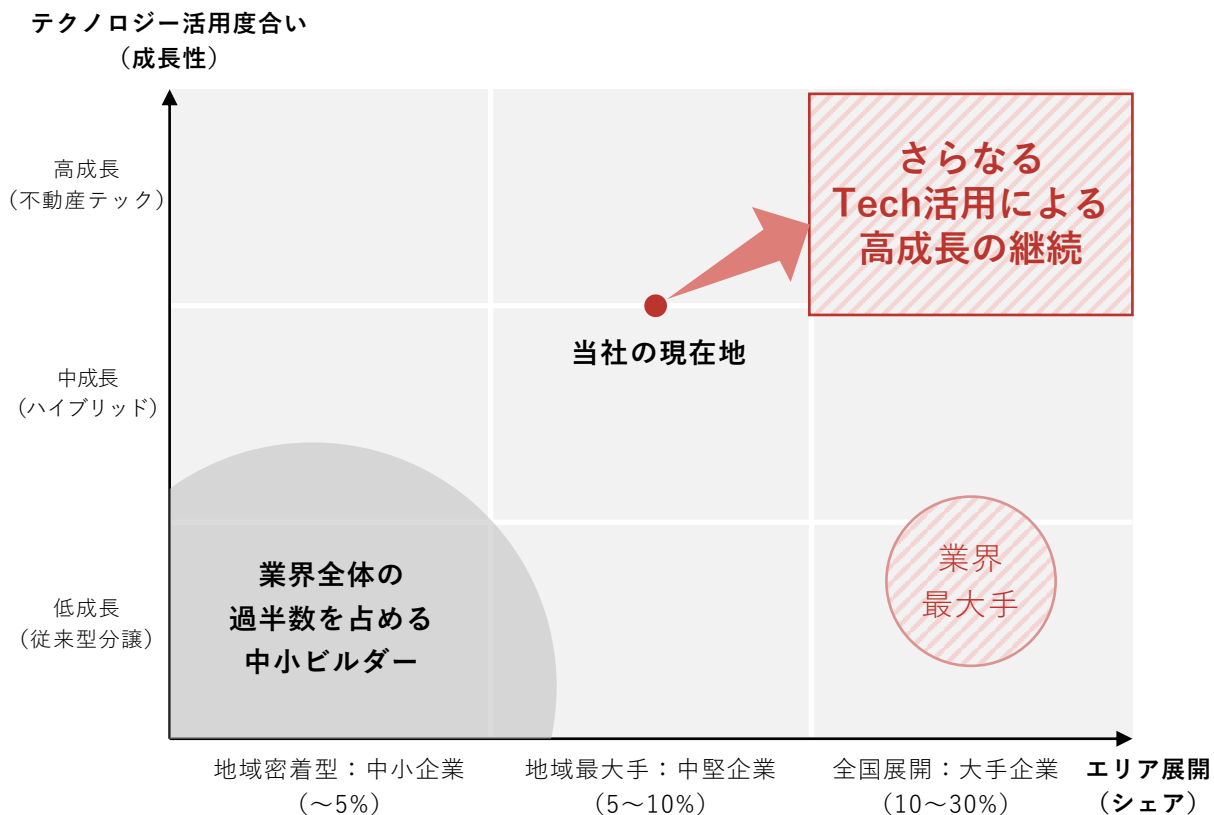 テクノロジー活用度合い
（成長性）
高成長
（不動産テック）
さらなる
Tech活用による
高成長の継続
当社の現在地
中成長
（ハイブリッド）
業界全体の
過半数を占める
中小ビルダー
業界
最大手
低成長
（従来型分譲）
地域密着型：中小企業
（～5%）
地域最大手：中堅企業
（5～10%）
全国展開：大手企業
（10～30%）
エリア展開
（シェア）